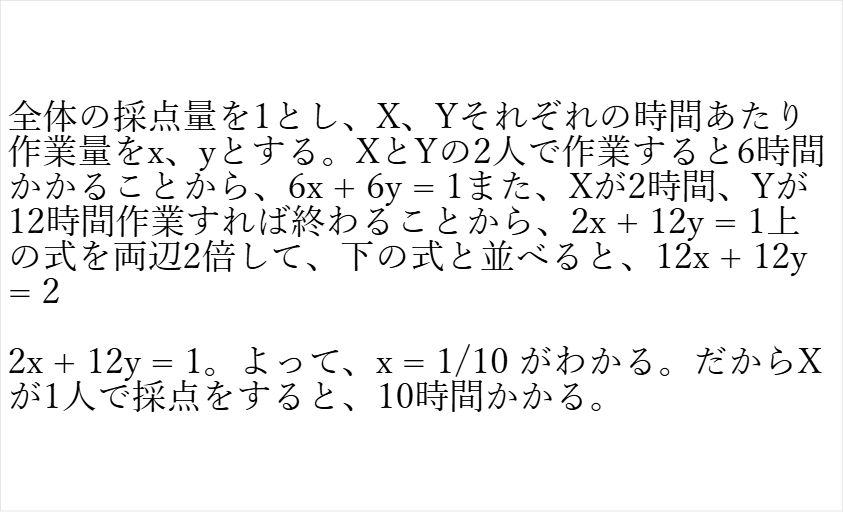 全体の採点量を1とし、X、Yそれぞれの時間あたり
作業量をx、yとする。XとYの2人で作業すると6時間
かかることから、6x + 6y = 1また、Xが2時間、Yが
12時間作業すれば終わることから、2x + 12y = 1上
の式を両辺2倍して、下の式と並べると、12x + 12y
= 2
2x + 12y = 1。よって、x = 1/10 がわかる。だからX
が1人で採点をすると、10時間かかる。